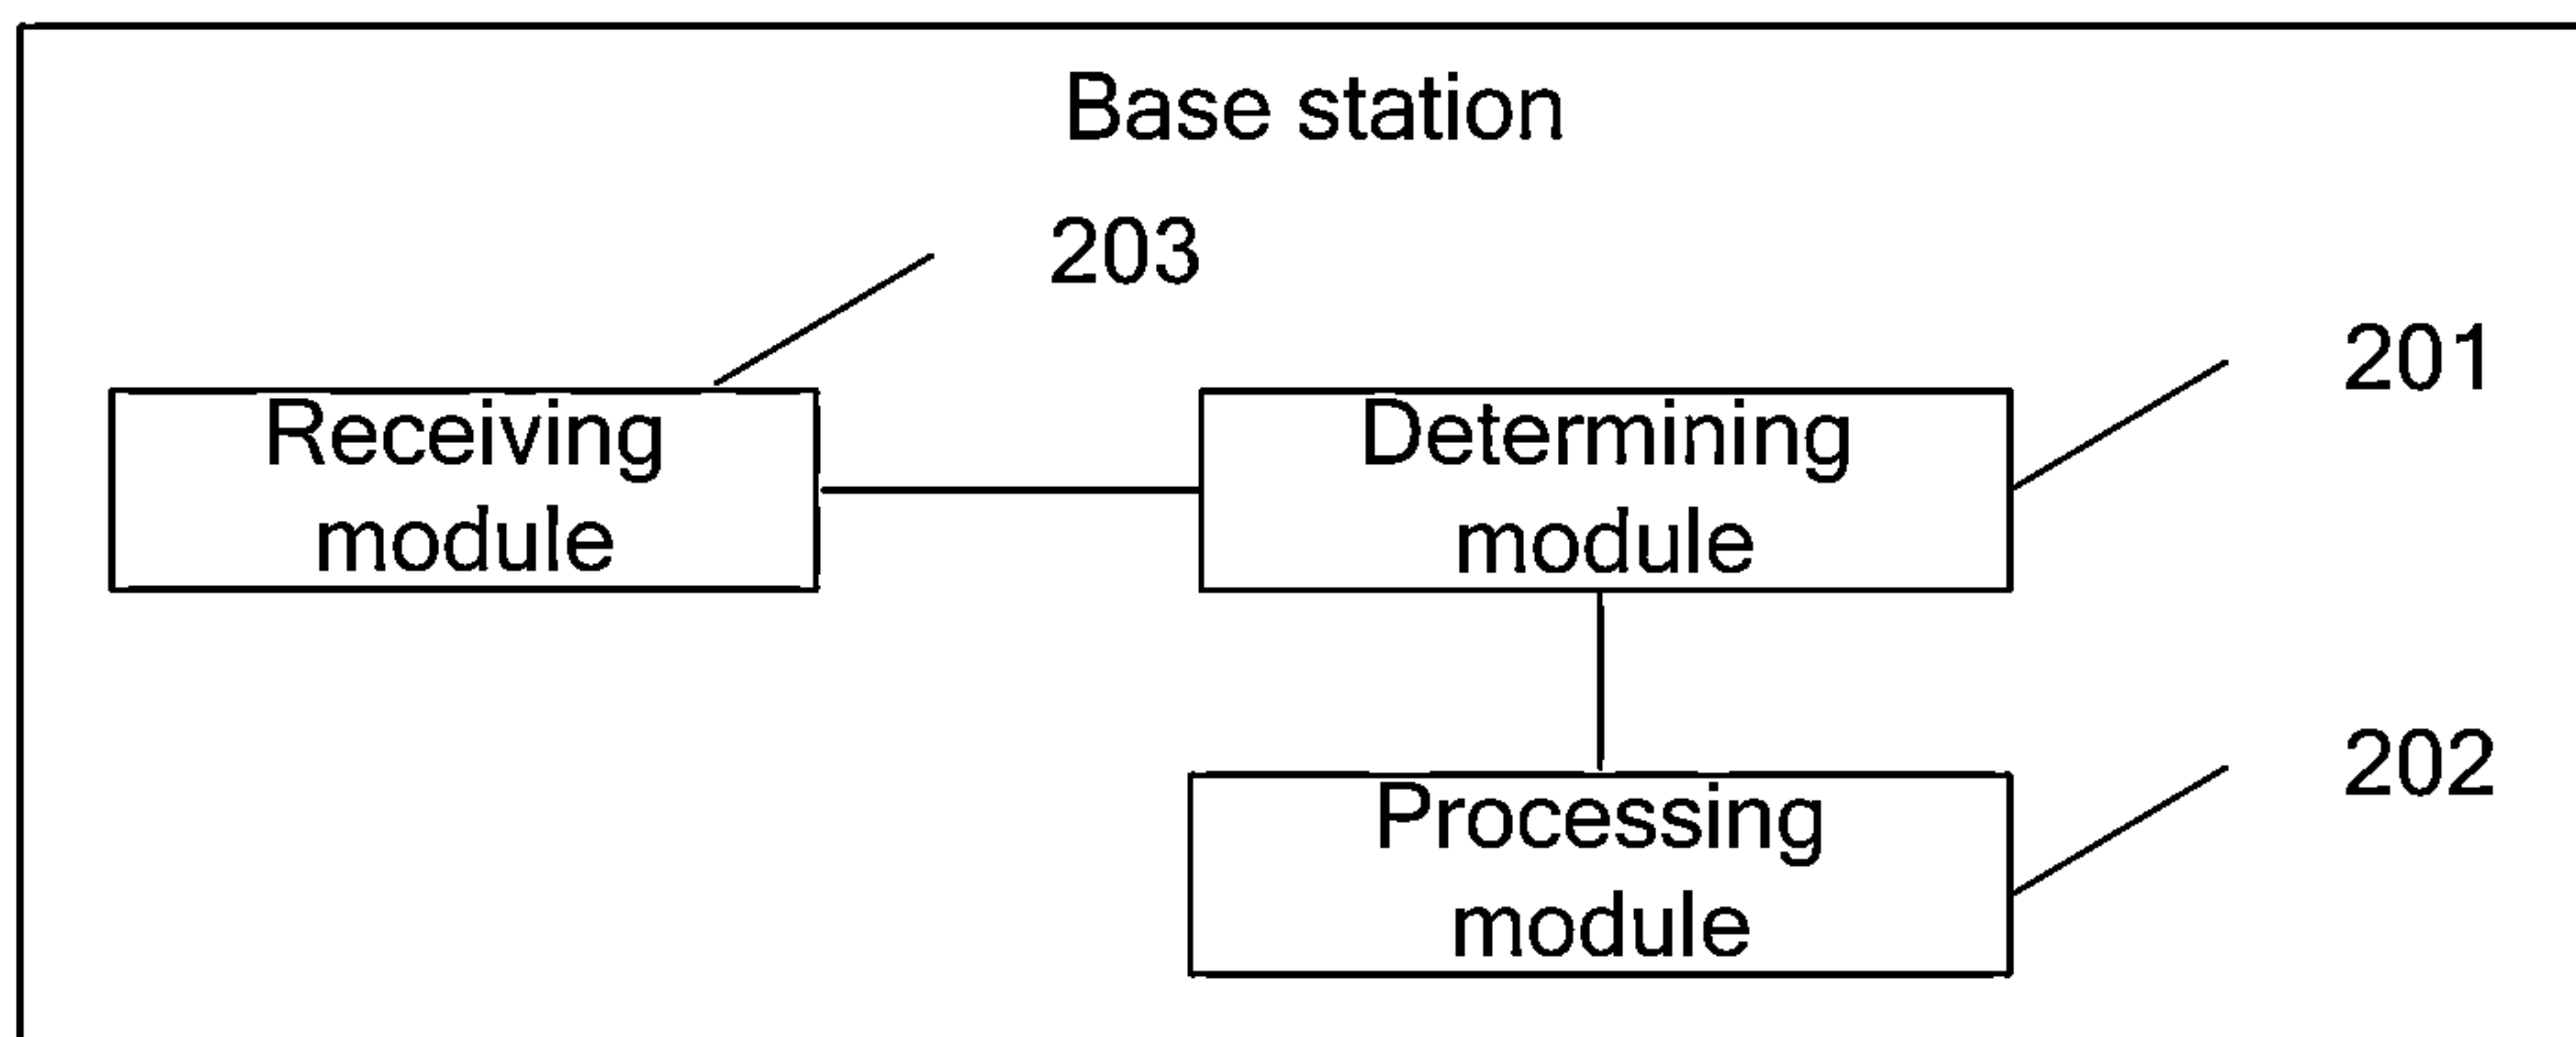 Base station
203
201
Receiving
module
Determining
module
202
Processing
module